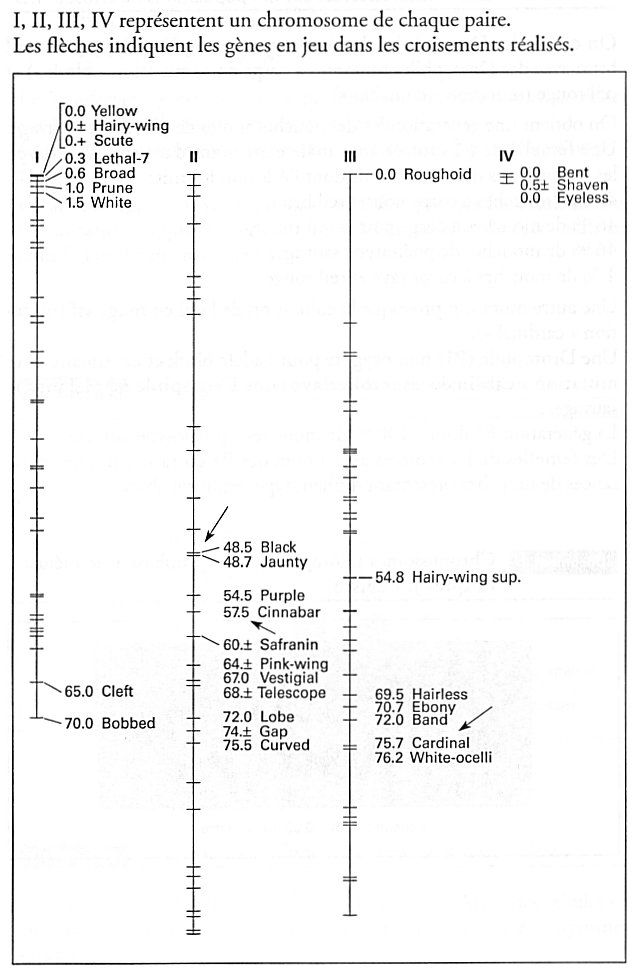 I, II, III, IV représentent un chromosome de chaque paire.
Les flèches indiquent les gènes en jeu dans les croisements réalisés.
0.0 Yellow
0.± Hairy-wing
0.+ Scute
I
0.3 Lethal-7
0.6 Broad
1.0 Prune
1.5 White
65.0 Cleft
70.0 Bobbed
II
48.5 Black
48.7 Jaunty
54.5 Purple
57.5 Cinnabar
60.± Safranin
64.± Pink-wing
67.0 Vestigial
68.± Telescope
72.0 Lobe
74.± Gap
75.5 Curved
III
0.0 Roughoid
54.8 Hairy-wing sup.
69.5 Hairless
70.7 Ebony
72.0 Band
75.7 Cardinal
76.2 White-ocelli
IV
0.0 Bent
0.5± Shaven
0.0 Eyeless